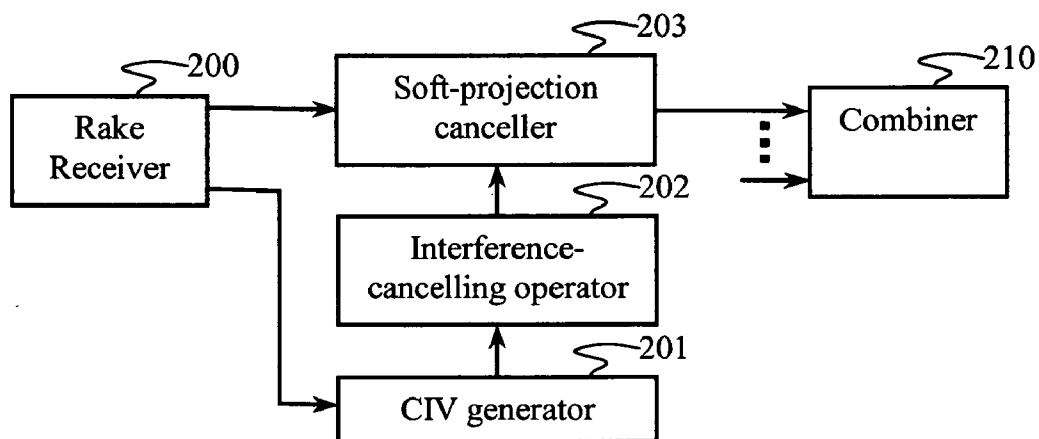 203
200
210
Soft-projection
canceller
Rake
Receiver
Combiner
202
Interference-
cancelling operator
201
CIV generator